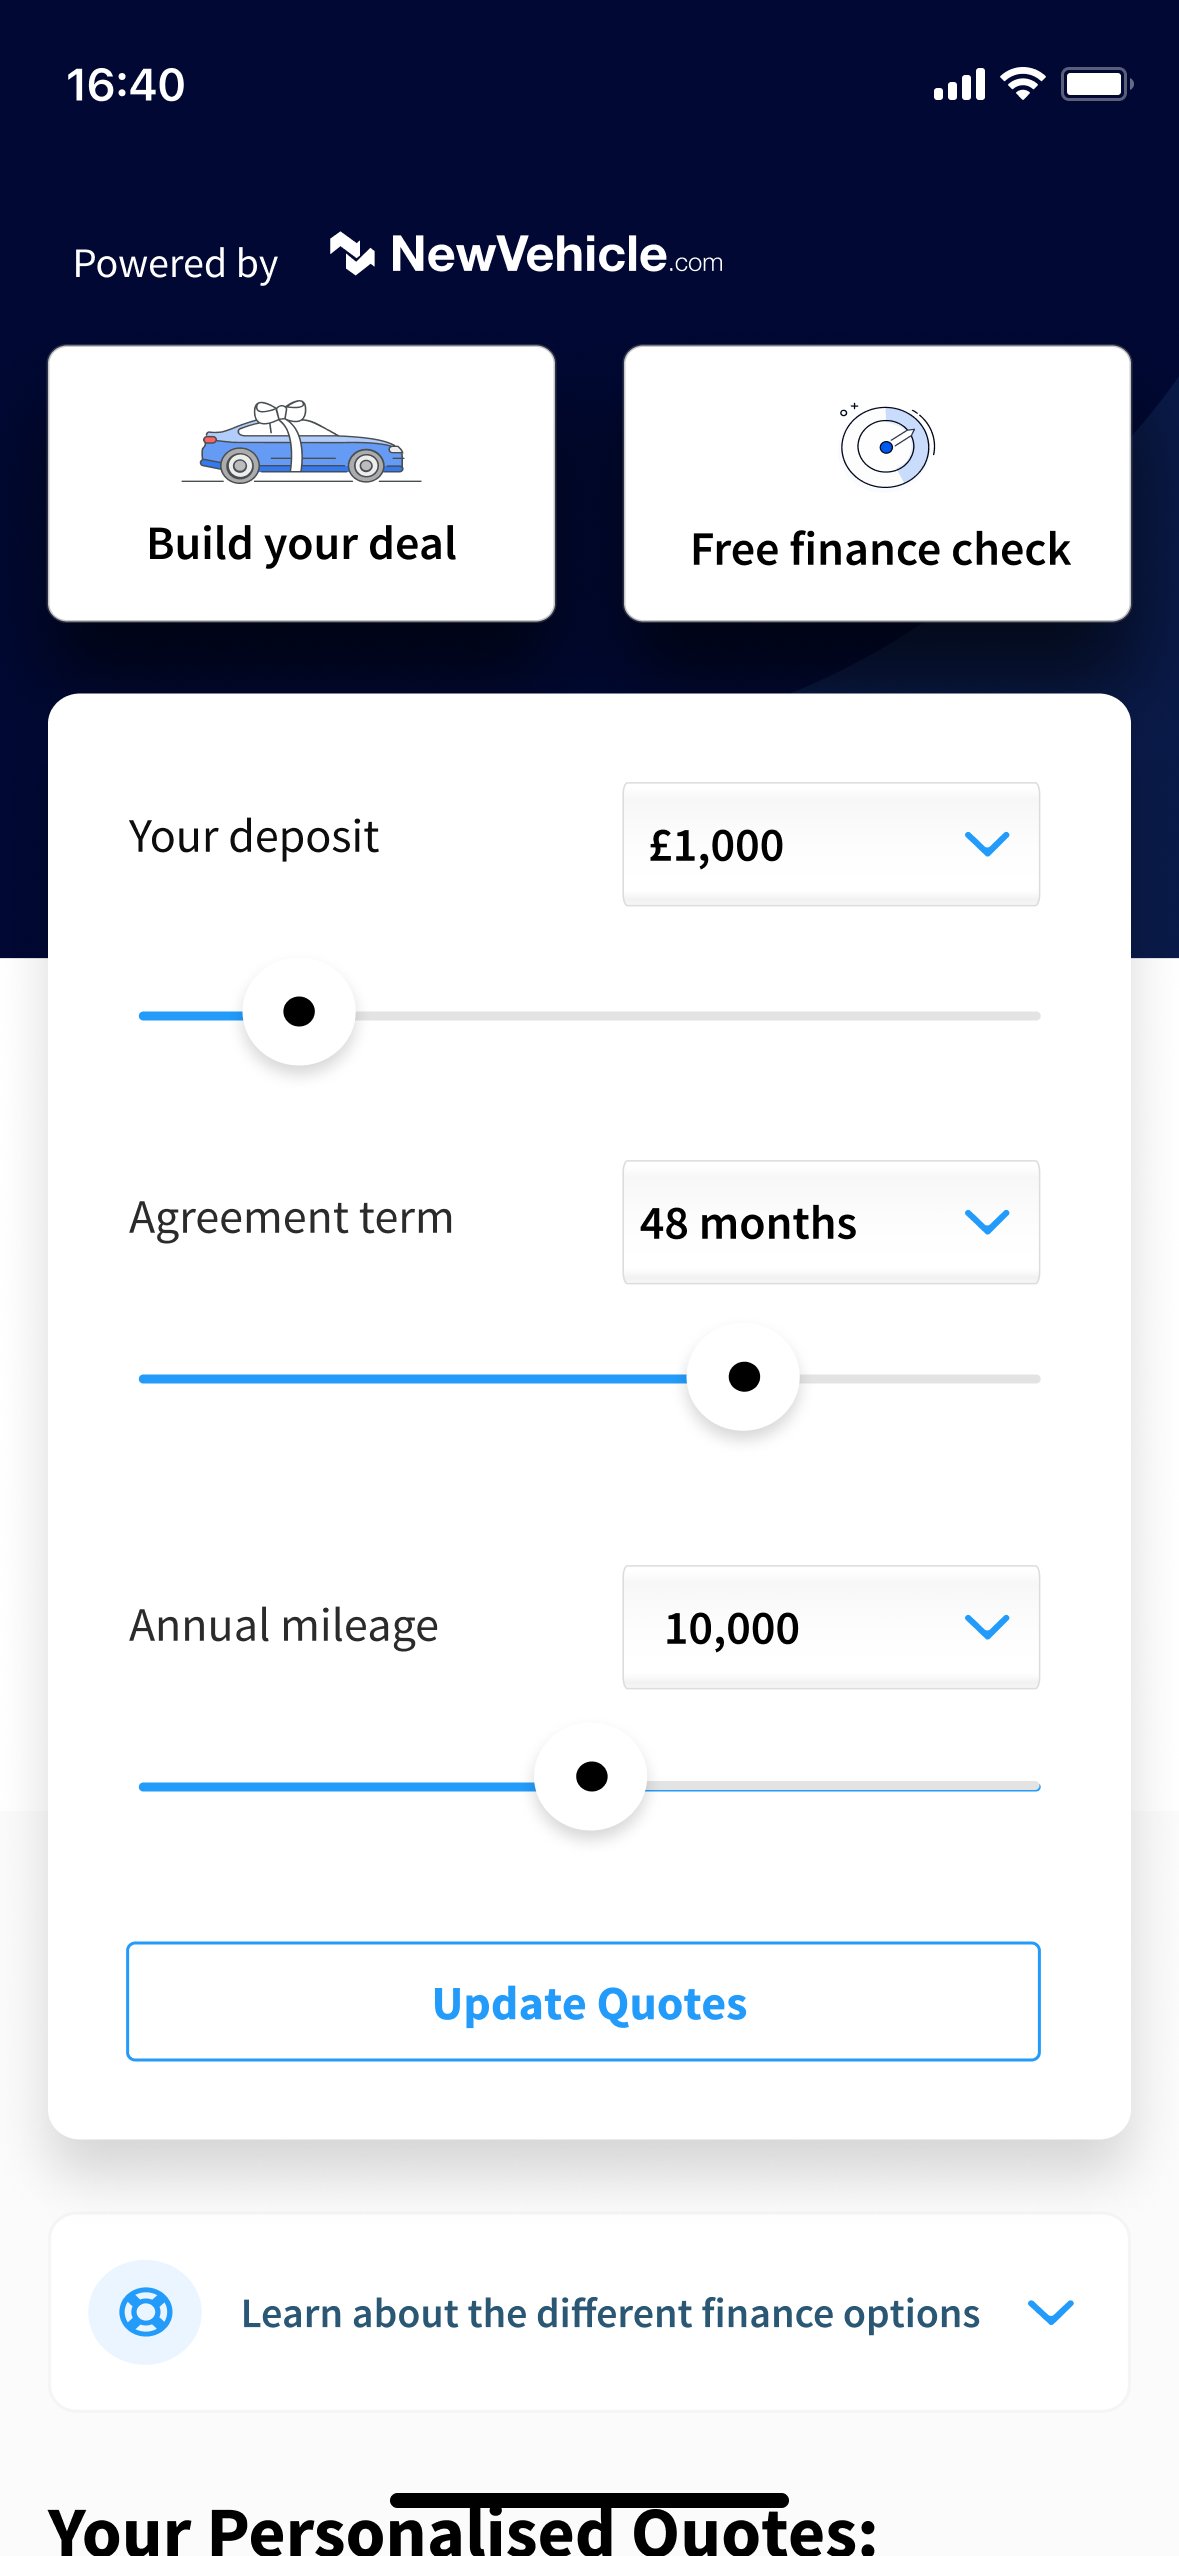 16:40
Powered by NewVehicle.com
Build your deal
Free finance check
Your deposit
£1,000
Agreement term
48 months
Annual mileage
10,000
Update Quotes
Learn about the different finance options
Your Personalised Quotes: